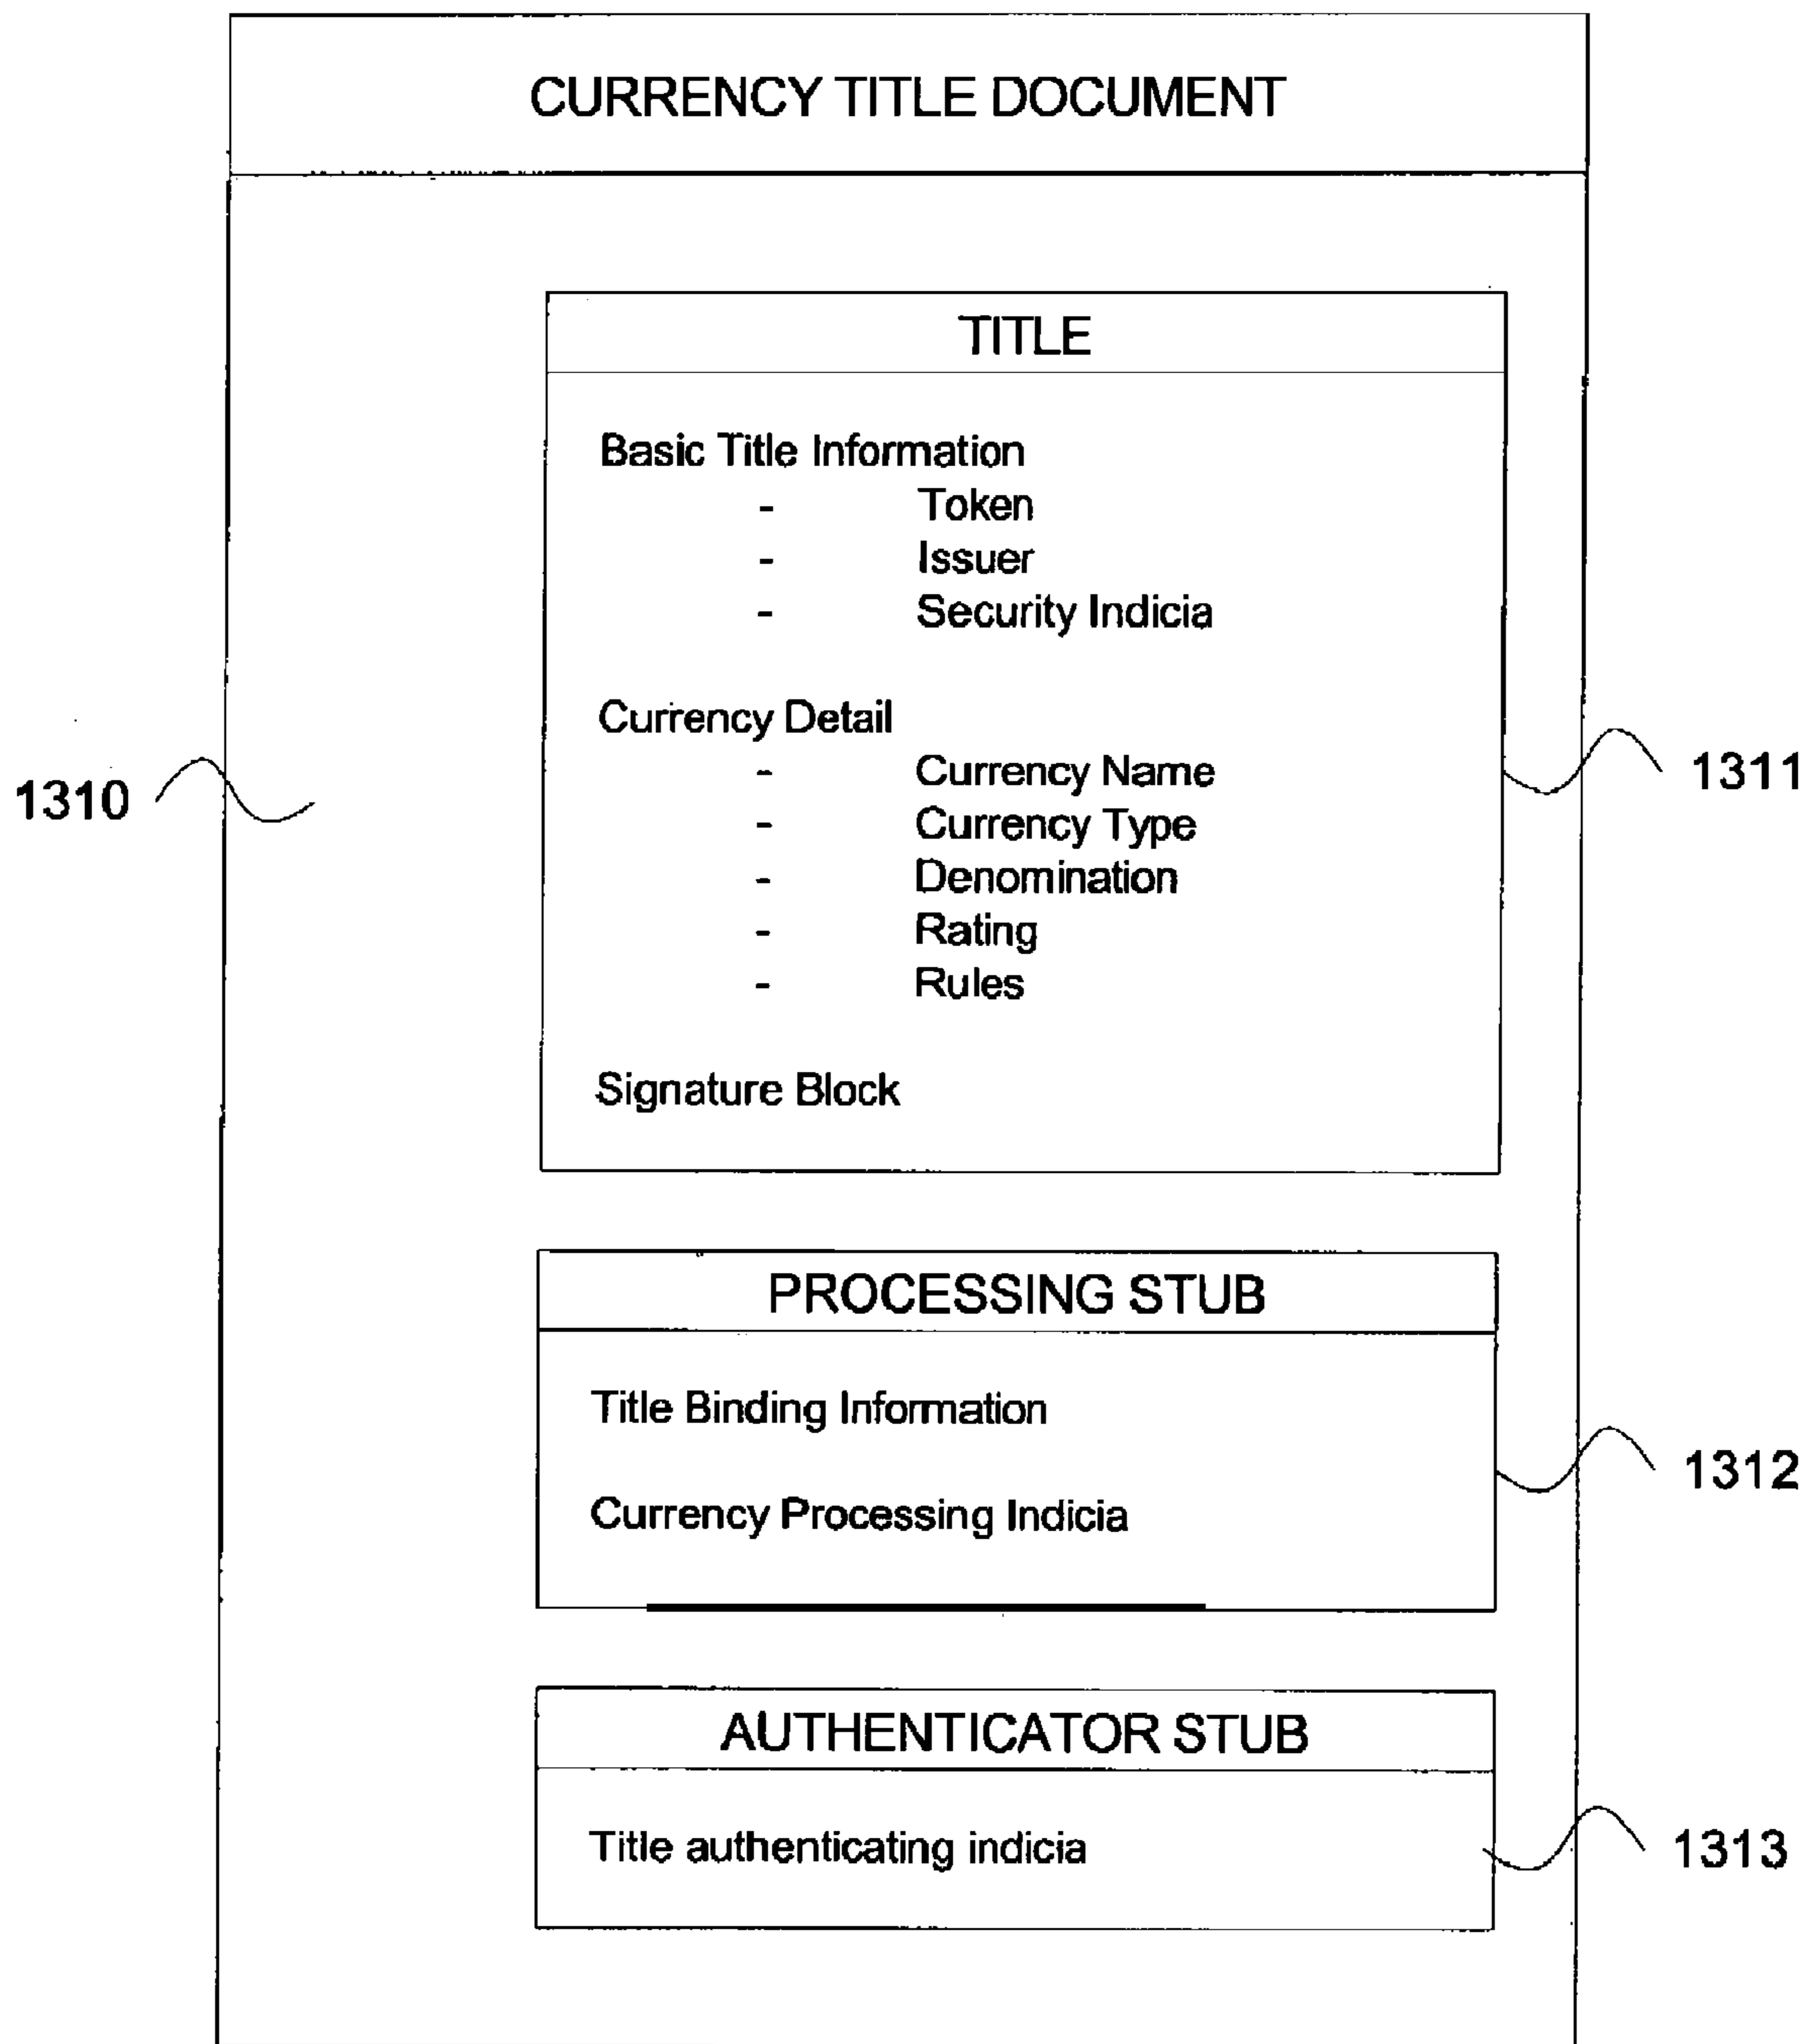 CURRENCY TITLE DOCUMENT
TITLE
Basic Title Information
- Token
- Issuer
- Security Indicia
Currency Detail
1310
1311
- Currency Name
- Currency Type
- Denomination
- Rating
- Rules
Signature Block
PROCESSING STUB
Title Binding Information
1312
Currency Processing Indicia
AUTHENTICATOR STUB
Title authenticating indicia
1313